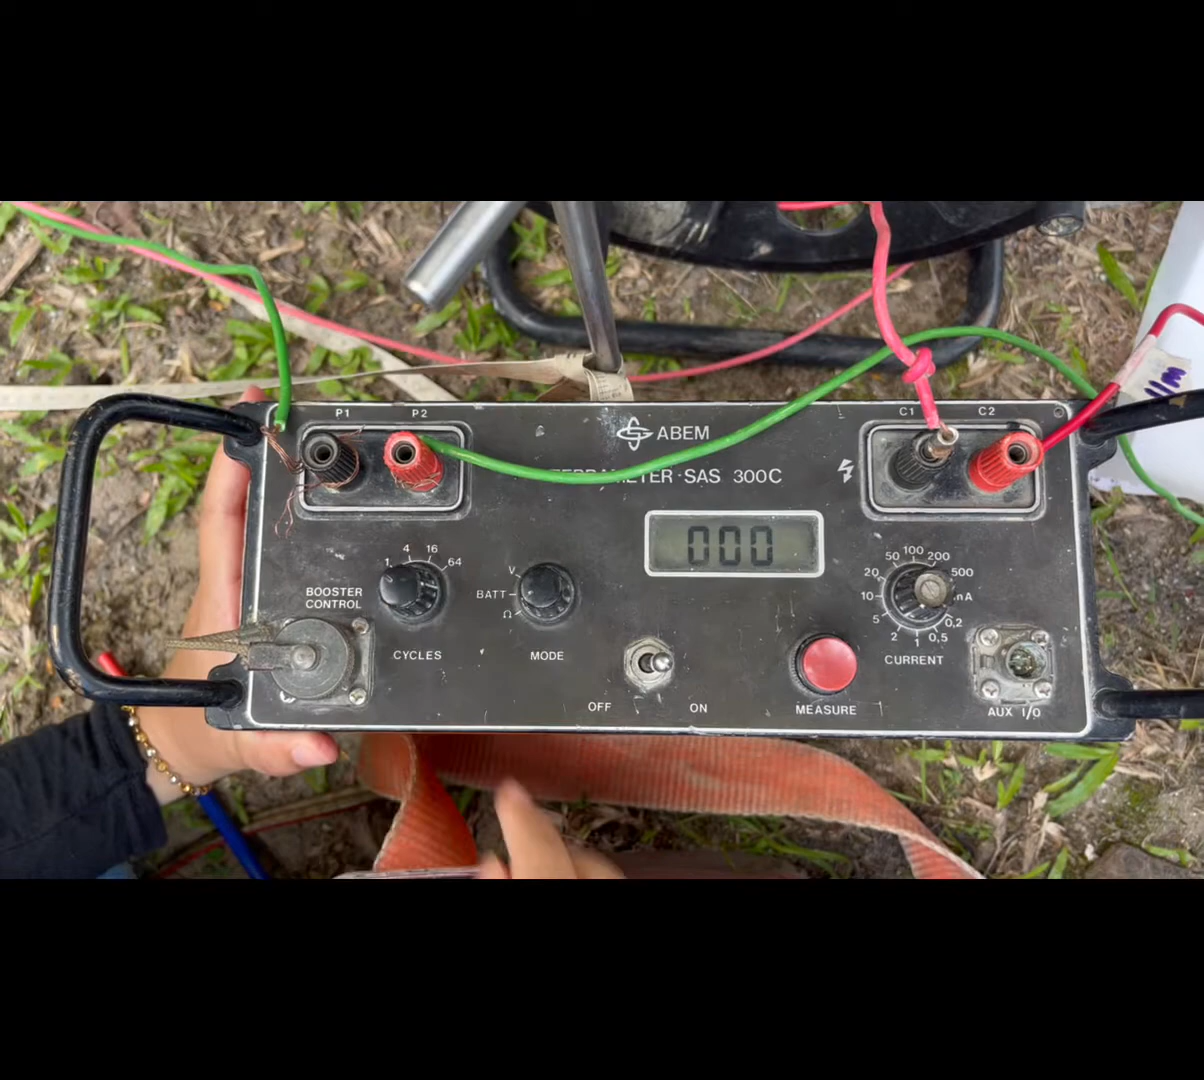 P1 P2
C1 C2
ABEM
METER·SAS 300C
000
1 4 16 64
V
BATT
Ω
50 100 200
20 500
10 mA
5 0,2
2 1 0,5
BOOSTER
CONTROL
CYCLES
MODE
CURRENT
OFF ON
MEASURE
AUX I/O